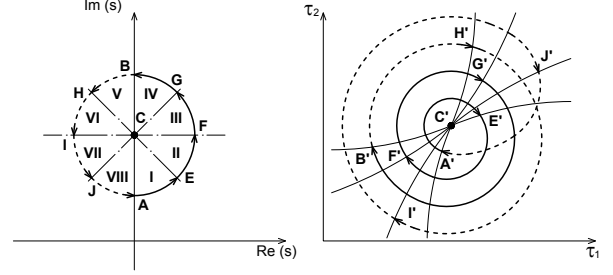 Im (s)
B
H
V
IV
G
VI
C
III
I
F
VII
II
J
VIII
I
E
A
Re (s)
τ2
H'
J'
G'
C'
E'
B'
F'
A'
I'
τ1